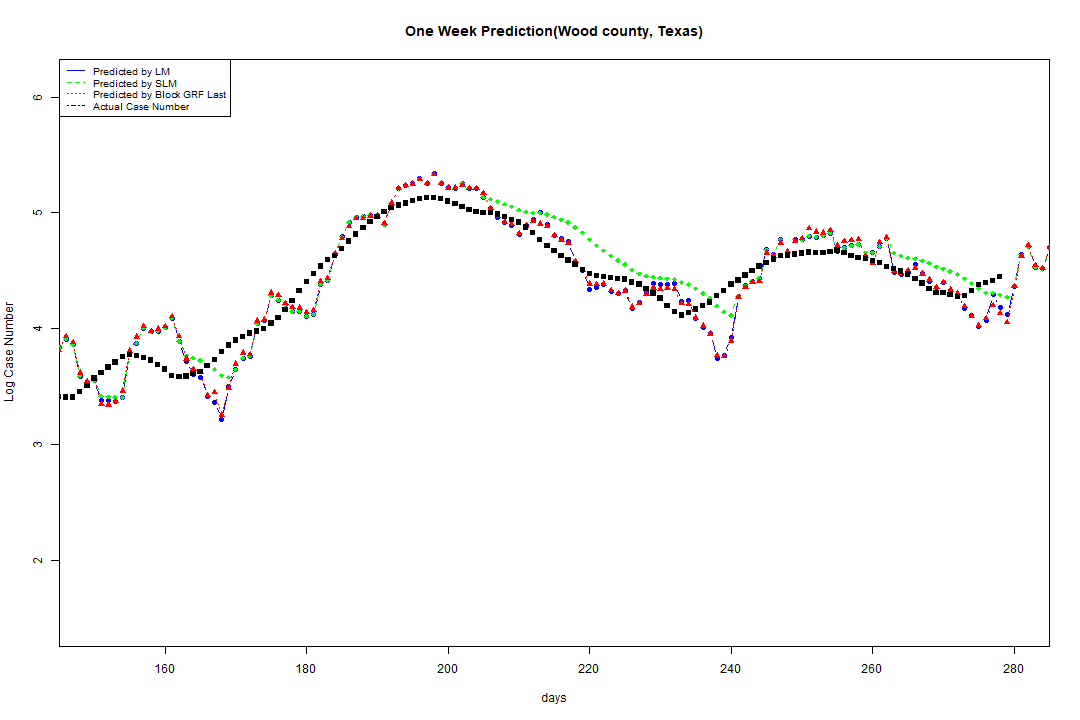 One Week Prediction(Wood county, Texas)
Predicted by LM
Predicted by SLM
Predicted by Block GRF Last
Actual Case Number
6
5
4
3
2
Log Case Number
160 180 200 220 240 260 280
days